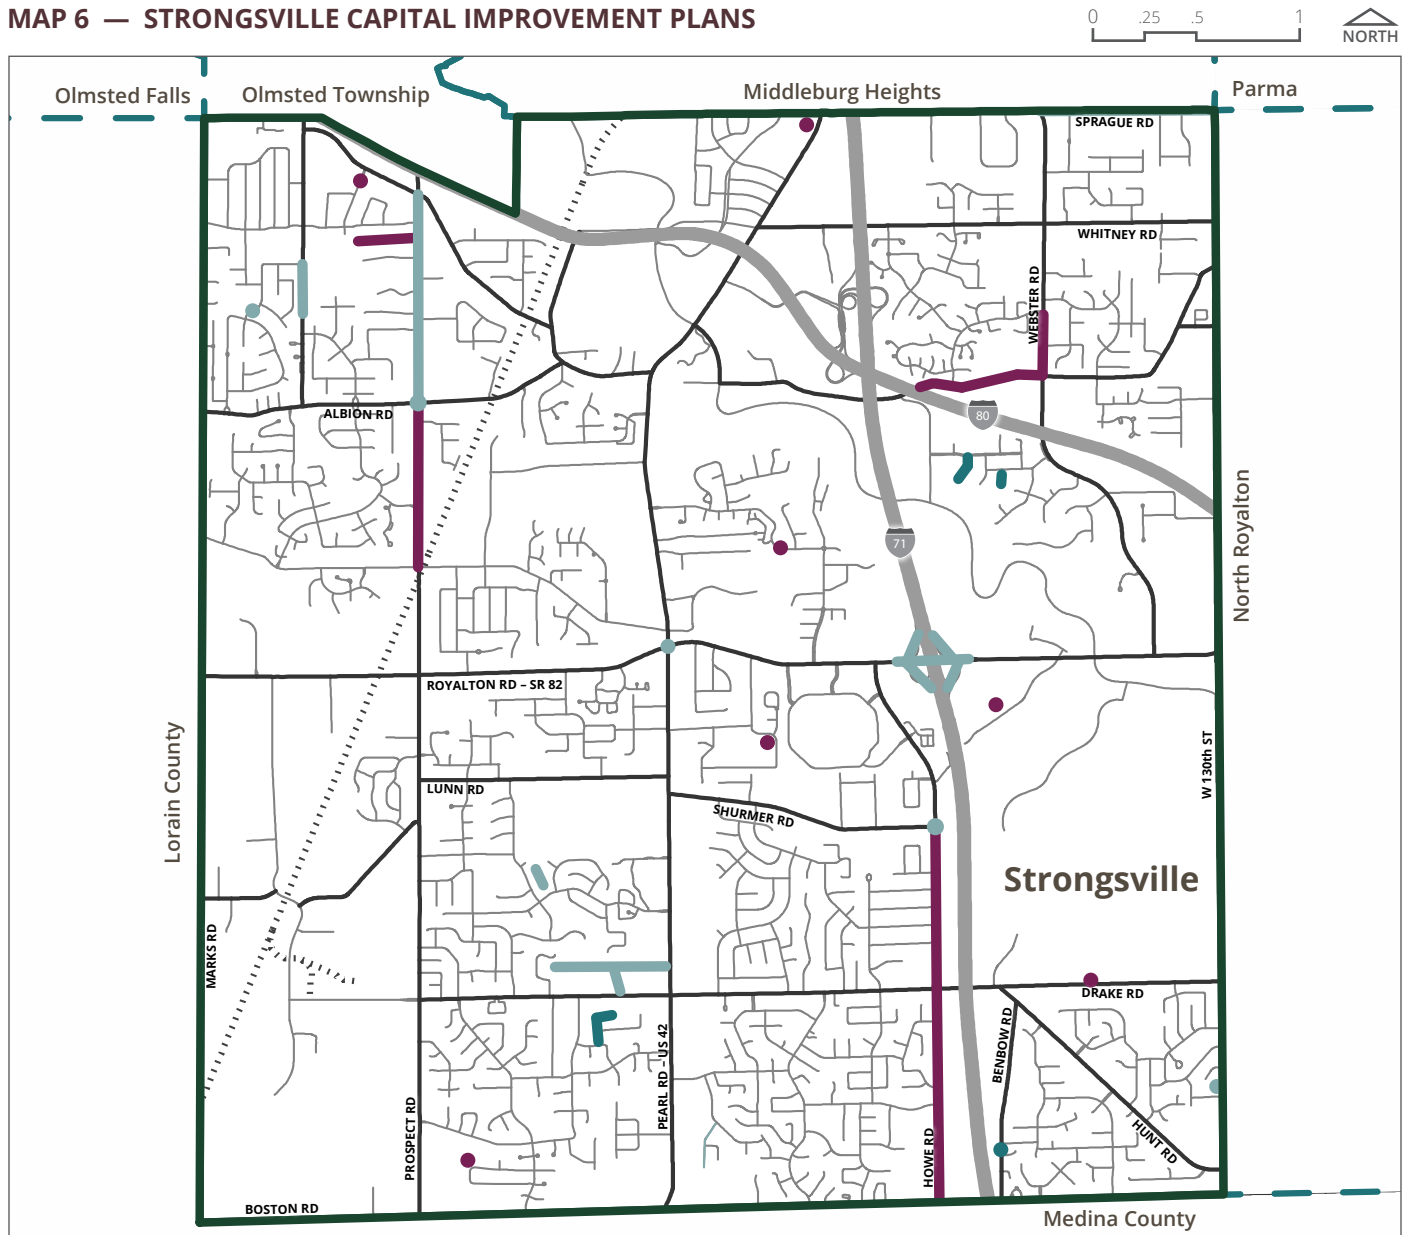 MAP 6 — STRONGSVILLE CAPITAL IMPROVEMENT PLANS
0 .25 .5 1
NORTH
Olmsted Falls
Olmsted Township
Middleburg Heights
Parma
SPRAGUE RD
WHITNEY RD
WEBSTER RD
ALBION RD
80
71
North Royalton
ROYALTON RD – SR 82
Lorain County
W 130th ST
LUNN RD
SHURMER RD
Strongsville
MARKS RD
DRAKE RD
BENBOW RD
PEARL RD – US 42
PROSPECT RD
HOWE RD
HUNT RD
BOSTON RD
Medina County